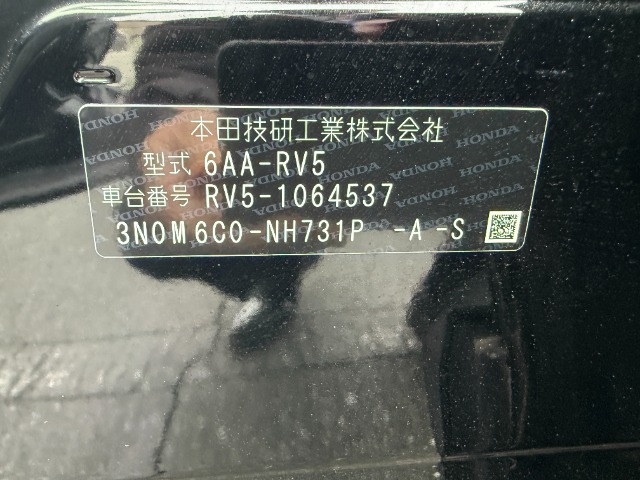 本田技研工業株式会社
型式 6AA-RV5
車台番号 RV5-1064537
3N0M6C0-NH731P -A-S